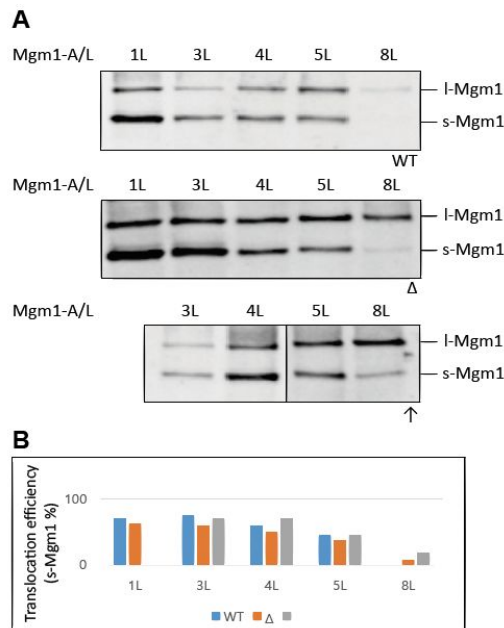 A
Mgm1-A/L 1L 3L 4L 5L 8L
l-Mgm1
s-Mgm1
WT
Mgm1-A/L 1L 3L 4L 5L 8L
l-Mgm1
s-Mgm1
Δ
Mgm1-A/L 3L 4L 5L 8L
l-Mgm1
s-Mgm1
↑
B
Translocation efficiency
(s-Mgm1 %)
100
0
1L 3L 4L 5L 8L
WT Δ